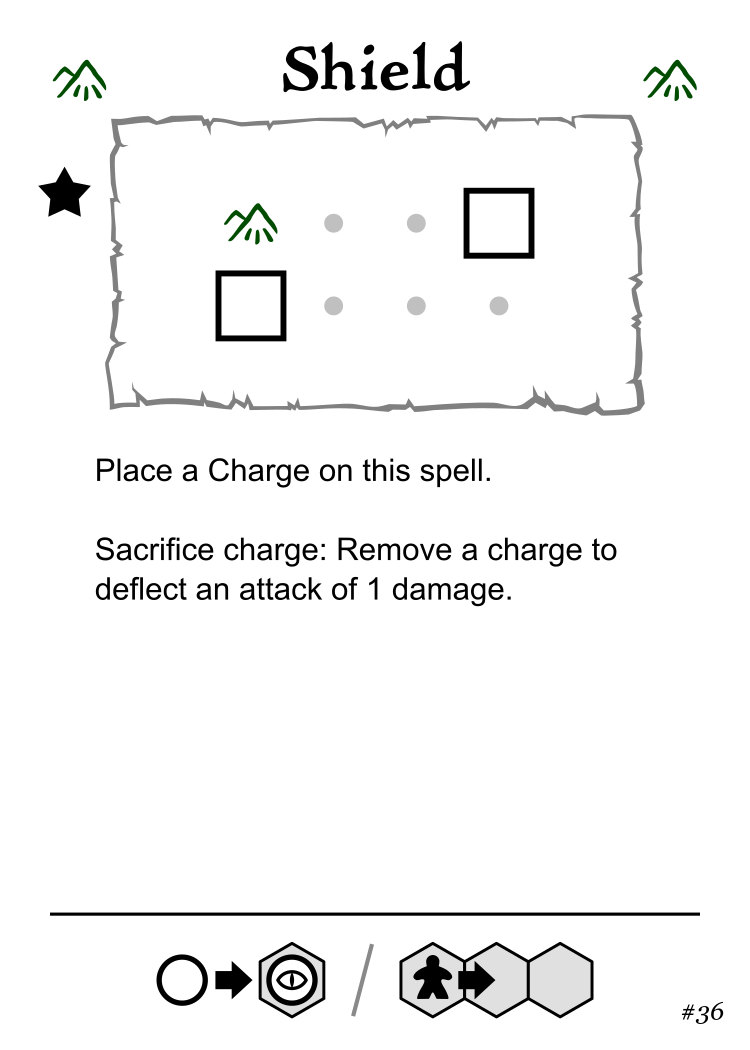 Shield
Place a Charge on this spell.
Sacrifice charge: Remove a charge to
deflect an attack of 1 damage.
#36